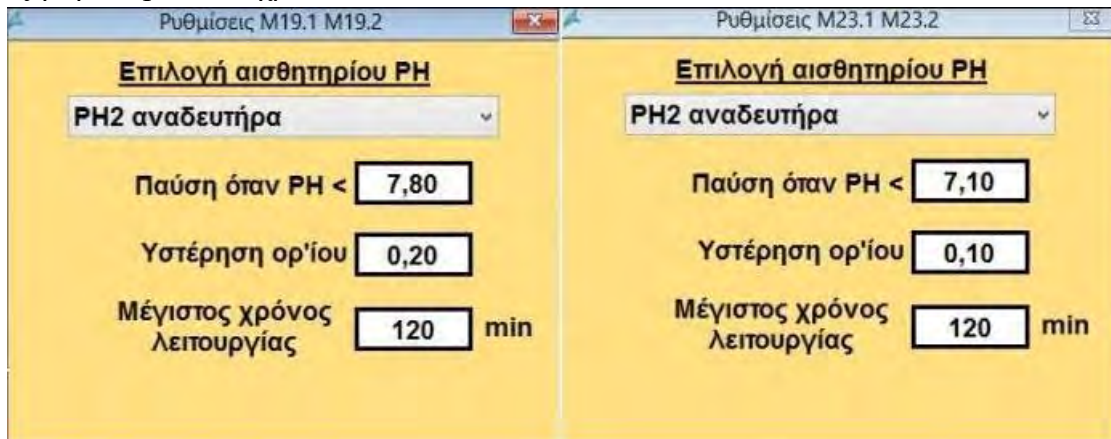 Ρυθμίσεις M19.1 M19.2
Επιλογή αισθητηρίου PH
PH2 αναδευτήρα
Παύση όταν PH < 7,80
Υστέρηση ορ'ίου 0,20
Μέγιστος χρόνος
λειτουργίας 120 min
Ρυθμίσεις M23.1 M23.2
Επιλογή αισθητηρίου PH
PH2 αναδευτήρα
Παύση όταν PH < 7,10
Υστέρηση ορ'ίου 0,10
Μέγιστος χρόνος
λειτουργίας 120 min